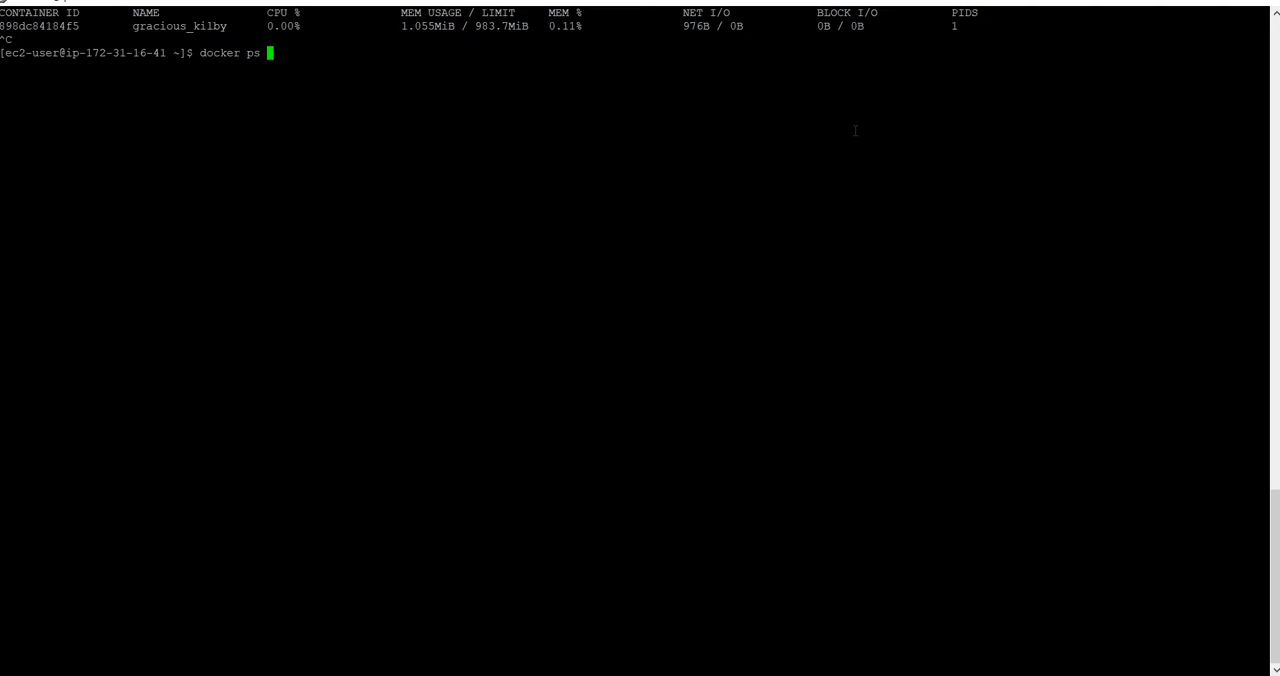 CONTAINER ID NAME CPU % MEM USAGE / LIMIT MEM % NET I/O BLOCK I/O PIDS
898dc84184f5 gracious_kilby 0.00% 1.055MiB / 983.7MiB 0.11% 976B / 0B 0B / 0B 1
^C
[ec2-user@ip-172-31-16-41 ~]$ docker ps